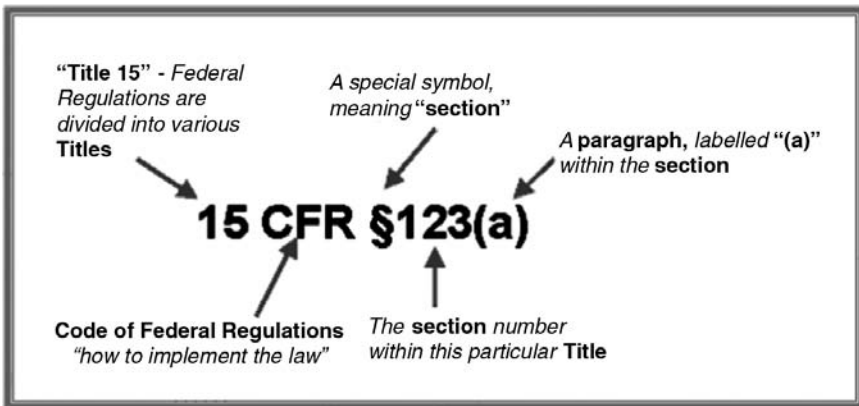 “Title 15” - Federal
Regulations are
divided into various
Titles
A special symbol,
meaning “section”
A paragraph, labelled “(a)”
within the section
15 CFR §123(a)
Code of Federal Regulations
“how to implement the law”
The section number
within this particular Title